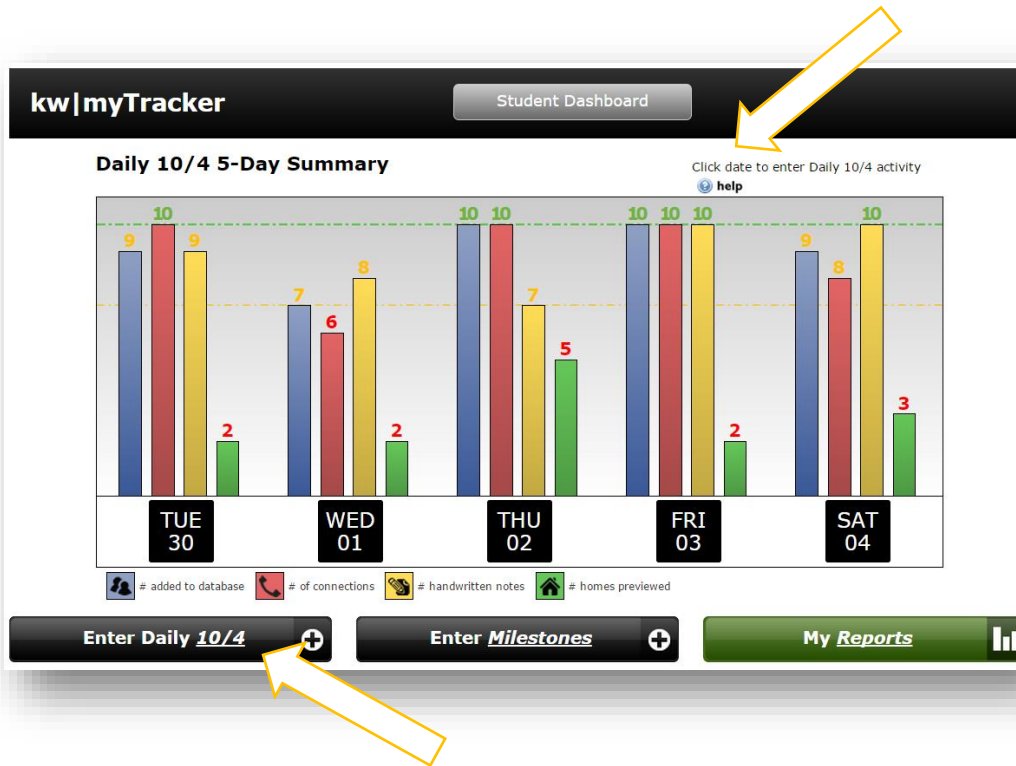 kw|myTracker
Student Dashboard
Daily 10/4 5-Day Summary
Click date to enter Daily 10/4 activity
help
9 10 9 2
7 6 8 2
10 10 7 5
10 10 10 2
9 8 10 3
TUE
30
WED
01
THU
02
FRI
03
SAT
04
# added to database
# of connections
# handwritten notes
# homes previewed
Enter Daily 10/4
Enter Milestones
My Reports